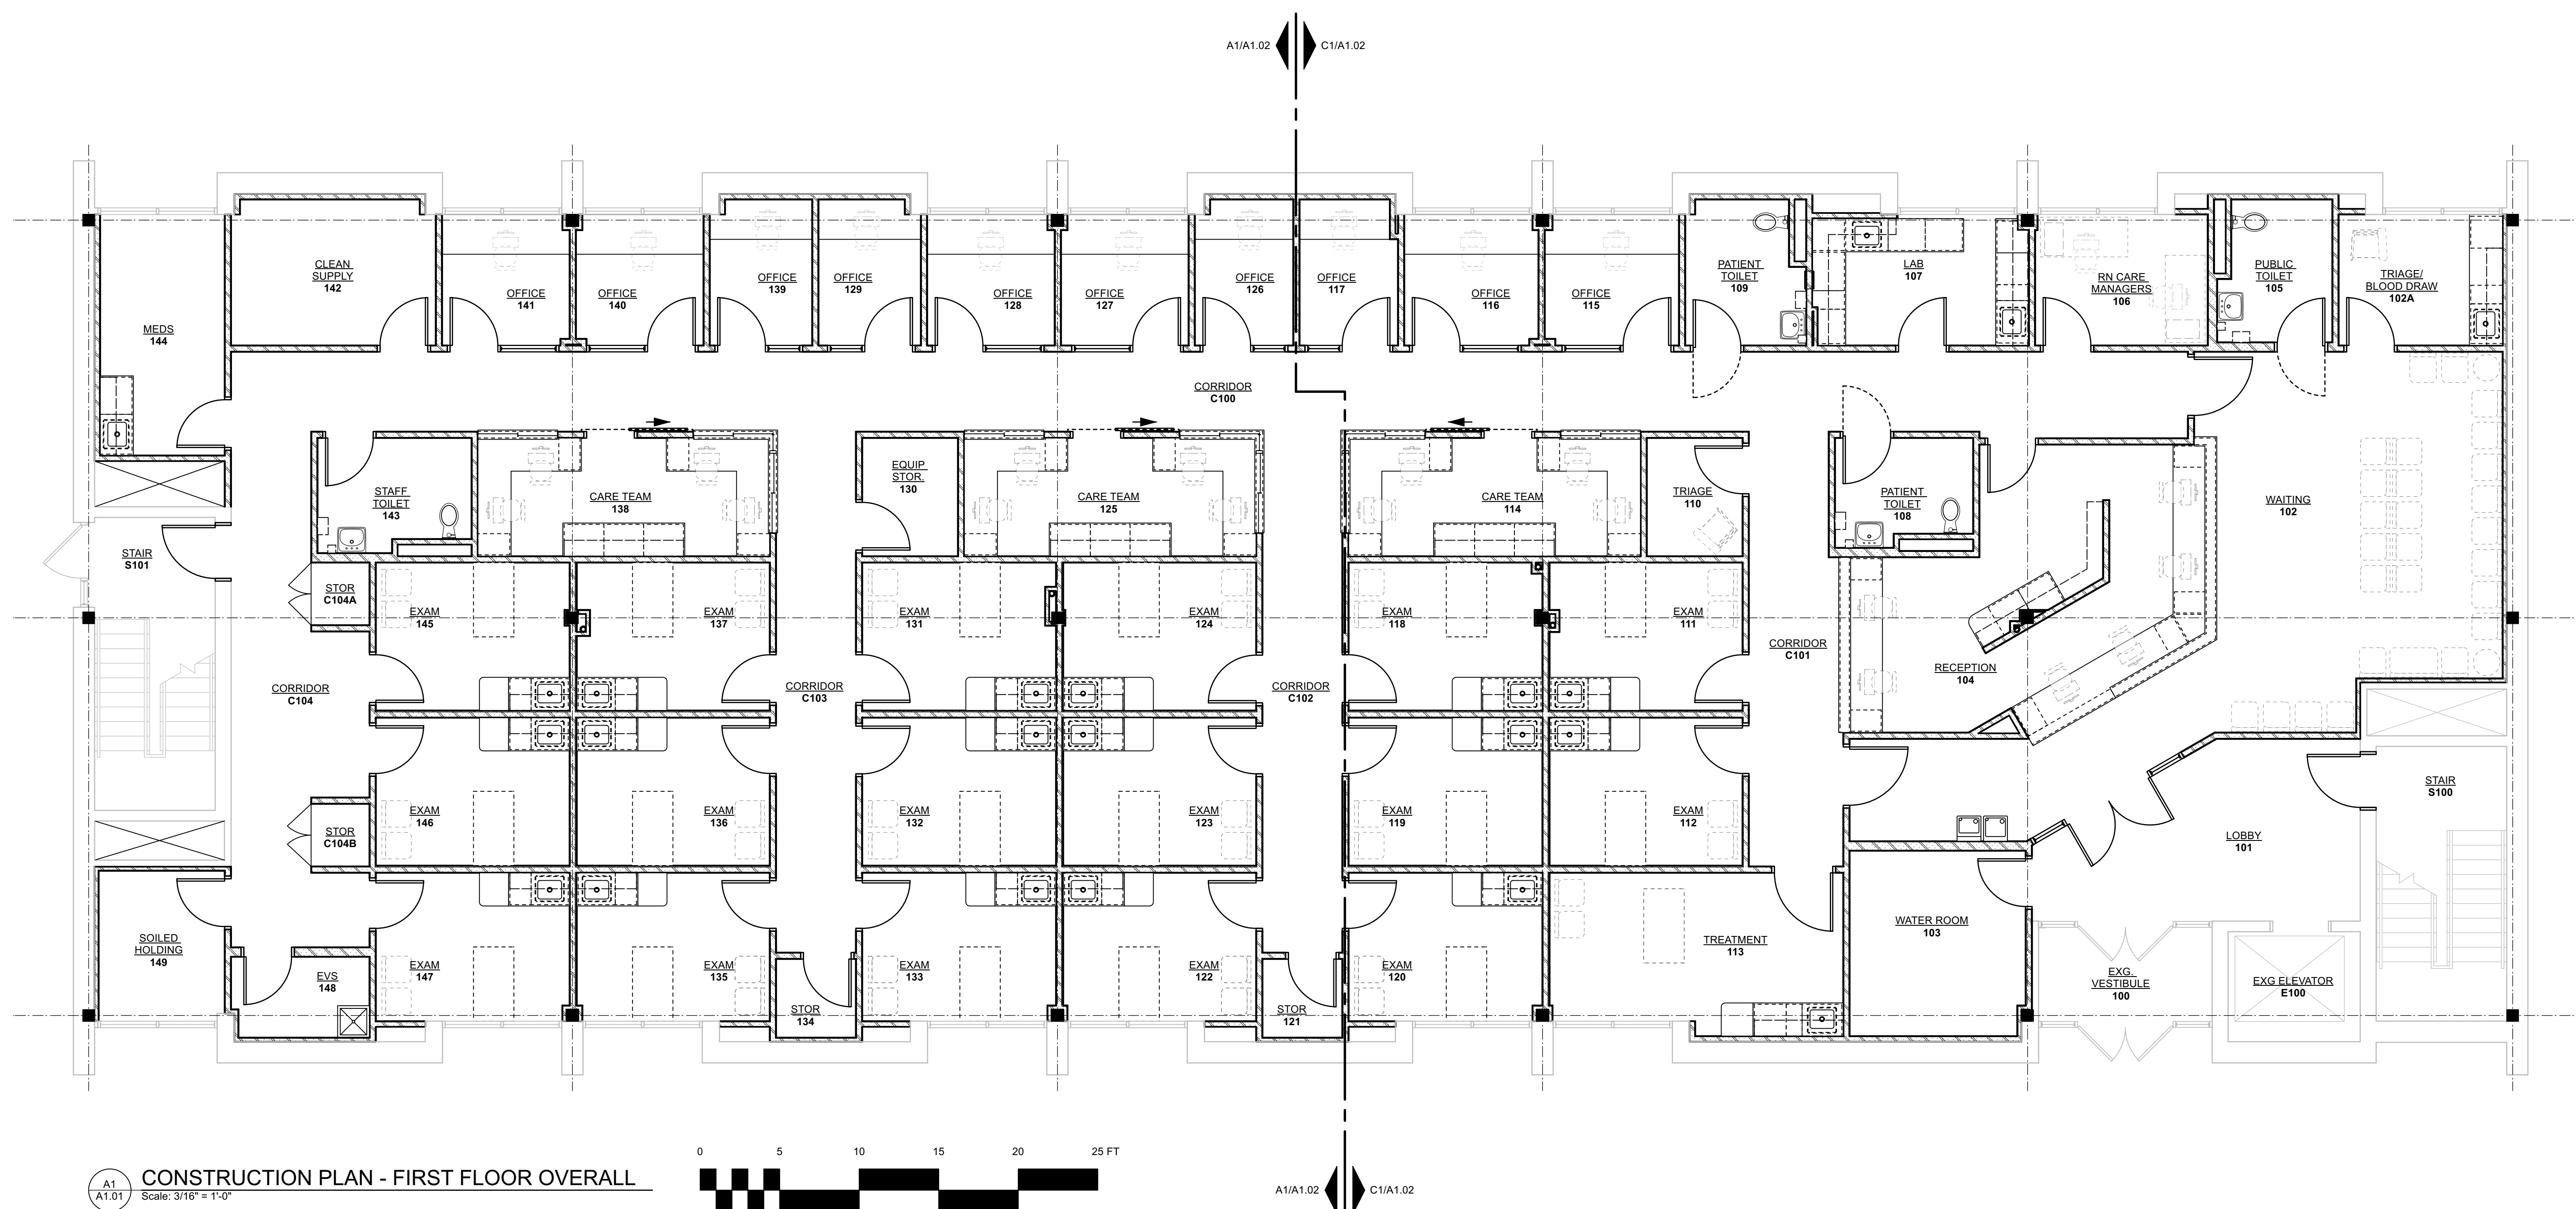 A1/A1.02
C1/A1.02
CLEAN
SUPPLY
142
OFFICE
141
OFFICE
140
OFFICE
139
OFFICE
129
OFFICE
128
OFFICE
127
OFFICE
126
OFFICE
117
OFFICE
116
OFFICE
115
PATIENT
TOILET
109
LAB
107
RN CARE
MANAGERS
106
PUBLIC
TOILET
105
TRIAGE/
BLOOD DRAW
102A
MEDS
144
CORRIDOR
C100
STAFF
TOILET
143
CARE TEAM
138
EQUIP
STOR.
130
CARE TEAM
125
CARE TEAM
114
TRIAGE
110
PATIENT
TOILET
108
WAITING
102
STAIR
S101
STOR
C104A
EXAM
145
EXAM
137
EXAM
131
EXAM
124
EXAM
118
EXAM
111
CORRIDOR
C101
RECEPTION
104
CORRIDOR
C104
CORRIDOR
C103
CORRIDOR
C102
STOR
C104B
EXAM
146
EXAM
136
EXAM
132
EXAM
123
EXAM
119
EXAM
112
STAIR
S100
LOBBY
101
SOILED
HOLDING
149
EVS
148
EXAM
147
EXAM
135
STOR
134
EXAM
133
EXAM
122
STOR
121
EXAM
120
TREATMENT
113
WATER ROOM
103
EXG.
VESTIBULE
100
EXG ELEVATOR
E100
A1
A1.01
CONSTRUCTION PLAN - FIRST FLOOR OVERALL
Scale: 3/16" = 1'-0"
0 5 10 15 20 25 FT
A1/A1.02
C1/A1.02